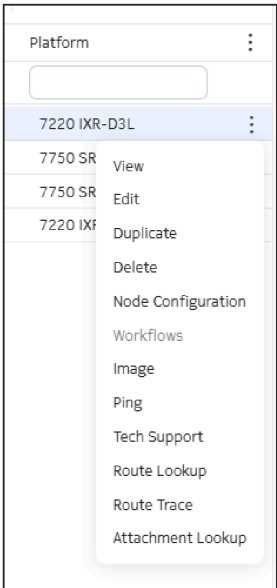 Platform
7220 IXR-D3L
7750 SR
View
Edit
7750 SR
Duplicate
7220 IXR
Delete
Node Configuration
Workflows
Image
Ping
Tech Support
Route Lookup
Route Trace
Attachment Lookup